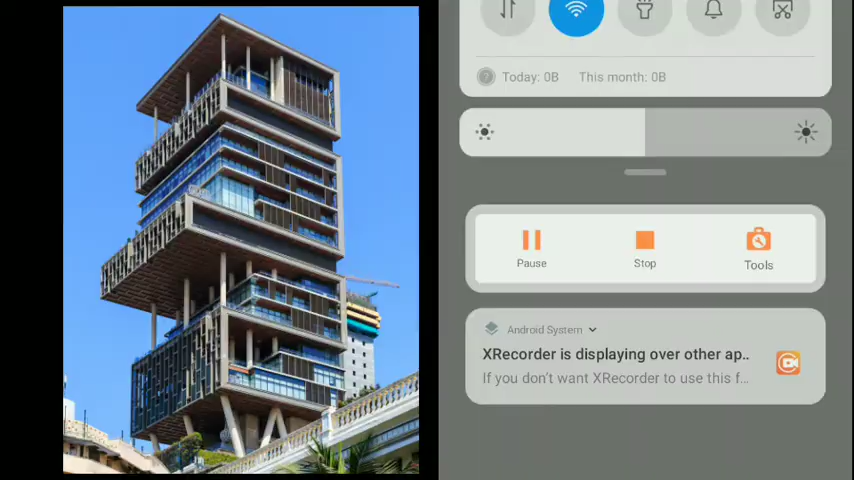 Today: 0B This month: 0B
Pause Stop Tools
Android System
XRecorder is displaying over other ap..
If you don't want XRecorder to use this f...